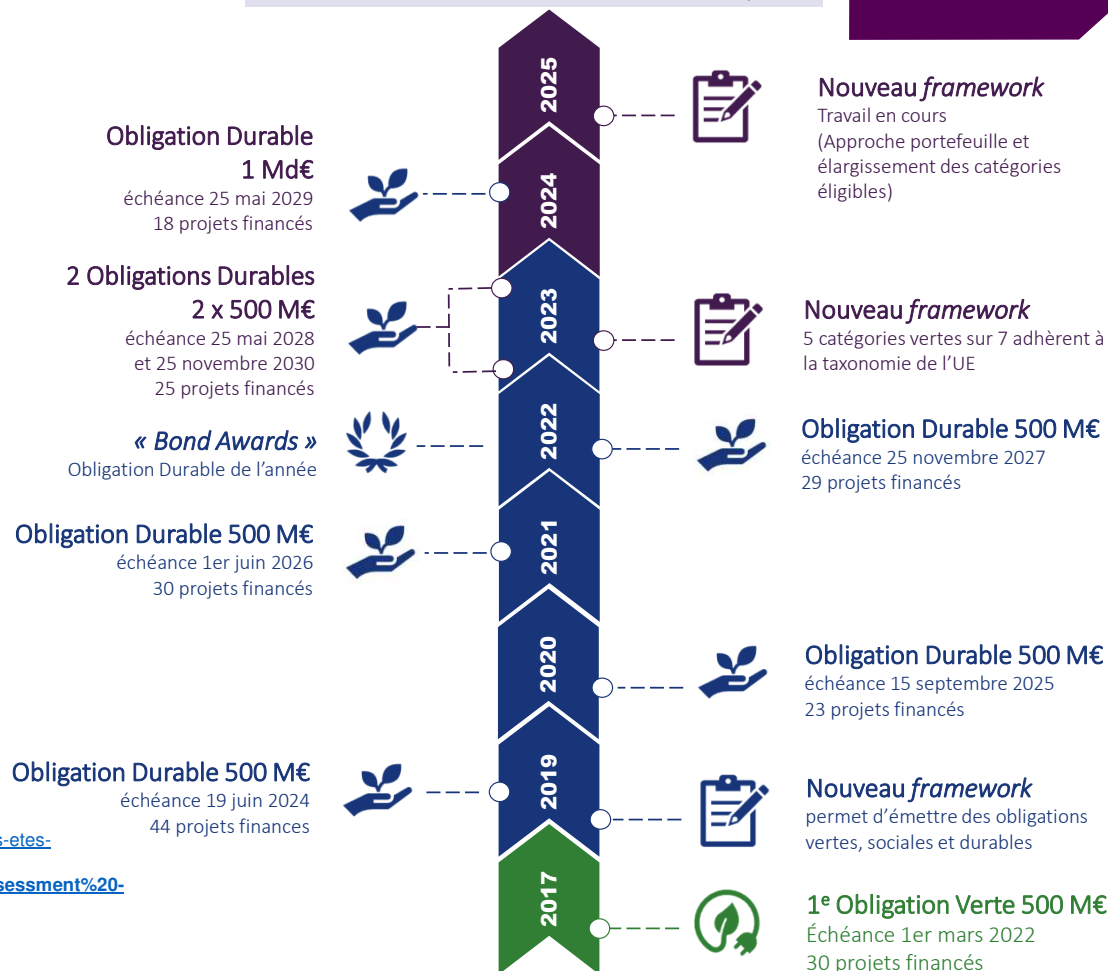 2025
Nouveau framework
Travail en cours
(Approche portefeuille et
élargissement des catégories
éligibles)
Obligation Durable
1 Md€
échéance 25 mai 2029
18 projets financés
2024
2 Obligations Durables
2 x 500 M€
échéance 25 mai 2028
et 25 novembre 2030
25 projets financés
2023
Nouveau framework
5 catégories vertes sur 7 adhèrent à
la taxonomie de l'UE
« Bond Awards »
Obligation Durable de l'année
2022
Obligation Durable 500 M€
échéance 25 novembre 2027
29 projets financés
Obligation Durable 500 M€
échéance 1er juin 2026
30 projets financés
2021
2020
Obligation Durable 500 M€
échéance 15 septembre 2025
23 projets financés
Obligation Durable 500 M€
échéance 19 juin 2024
44 projets finances
2019
Nouveau framework
permet d'émettre des obligations
vertes, sociales et durables
s-etes-
sessment%20-
2017
1e Obligation Verte 500 M€
Échéance 1er mars 2022
30 projets financés